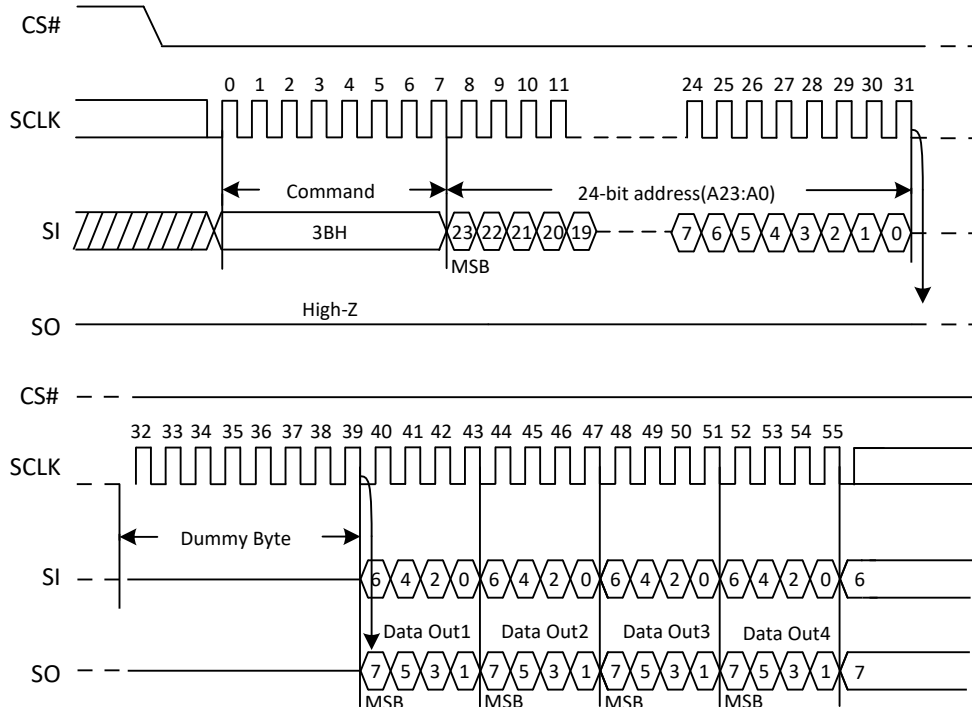 CS#
0 1 2 3 4 5 6 7 8 9 10 11 24 25 26 27 28 29 30 31
SCLK
Command 24-bit address(A23:A0)
SI 3BH 23 22 21 20 19 7 6 5 4 3 2 1 0
MSB
High-Z
SO
CS#
32 33 34 35 36 37 38 39 40 41 42 43 44 45 46 47 48 49 50 51 52 53 54 55
SCLK
Dummy Byte
SI 6 4 2 0 6 4 2 0 6 4 2 0 6 4 2 0 6
Data Out1 Data Out2 Data Out3 Data Out4
SO 7 5 3 1 7 5 3 1 7 5 3 1 7 5 3 1 7
MSB MSB MSB MSB